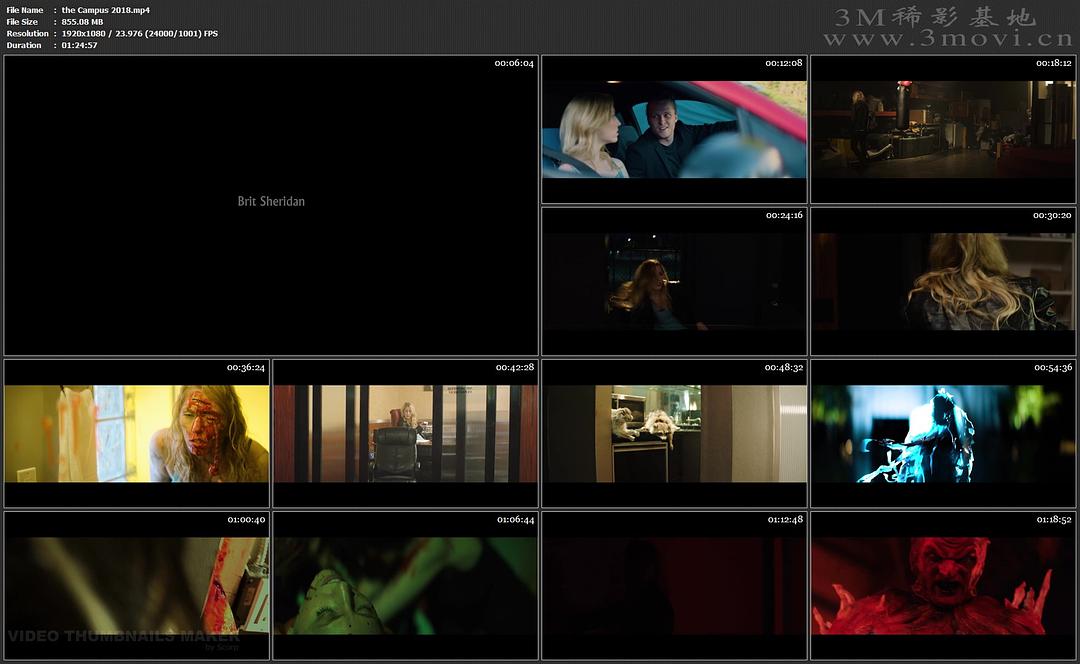 File Name : the Campus 2018.mp4
File Size : 855.08 MB
Resolution : 1920x1080 / 23.976 (24000/1001) FPS
Duration : 01:24:57
3M稀影基地
www.3movi.cn
00:06:04
Brit Sheridan
00:12:08
00:18:12
00:24:16
00:30:20
00:36:24
00:42:28
00:48:32
00:54:36
01:00:40
01:06:44
01:12:48
01:18:52
VIDEO THUMBNAILS MAKER
by Scorp